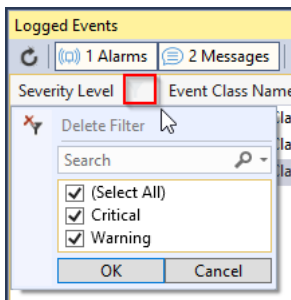 Logged Events
1 Alarms 2 Messages
Severity Level Event Class Name
Delete Filter
Search
(Select All)
Critical
Warning
OK Cancel